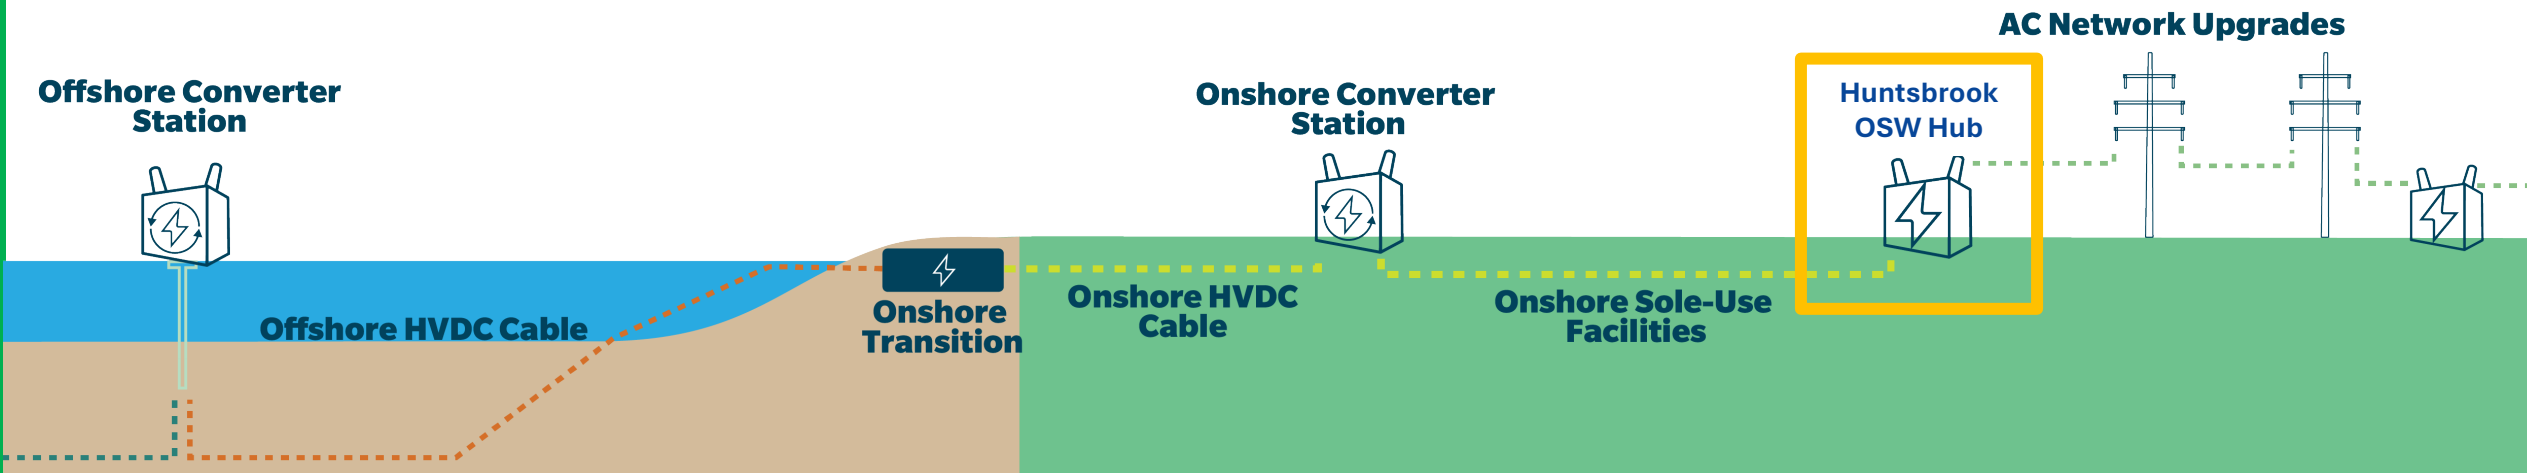 AC Network Upgrades
Offshore Converter
Station
Onshore Converter
Station
Huntsbrook
OSW Hub
Offshore HVDC Cable
Onshore
Transition
Onshore HVDC
Cable
Onshore Sole-Use
Facilities